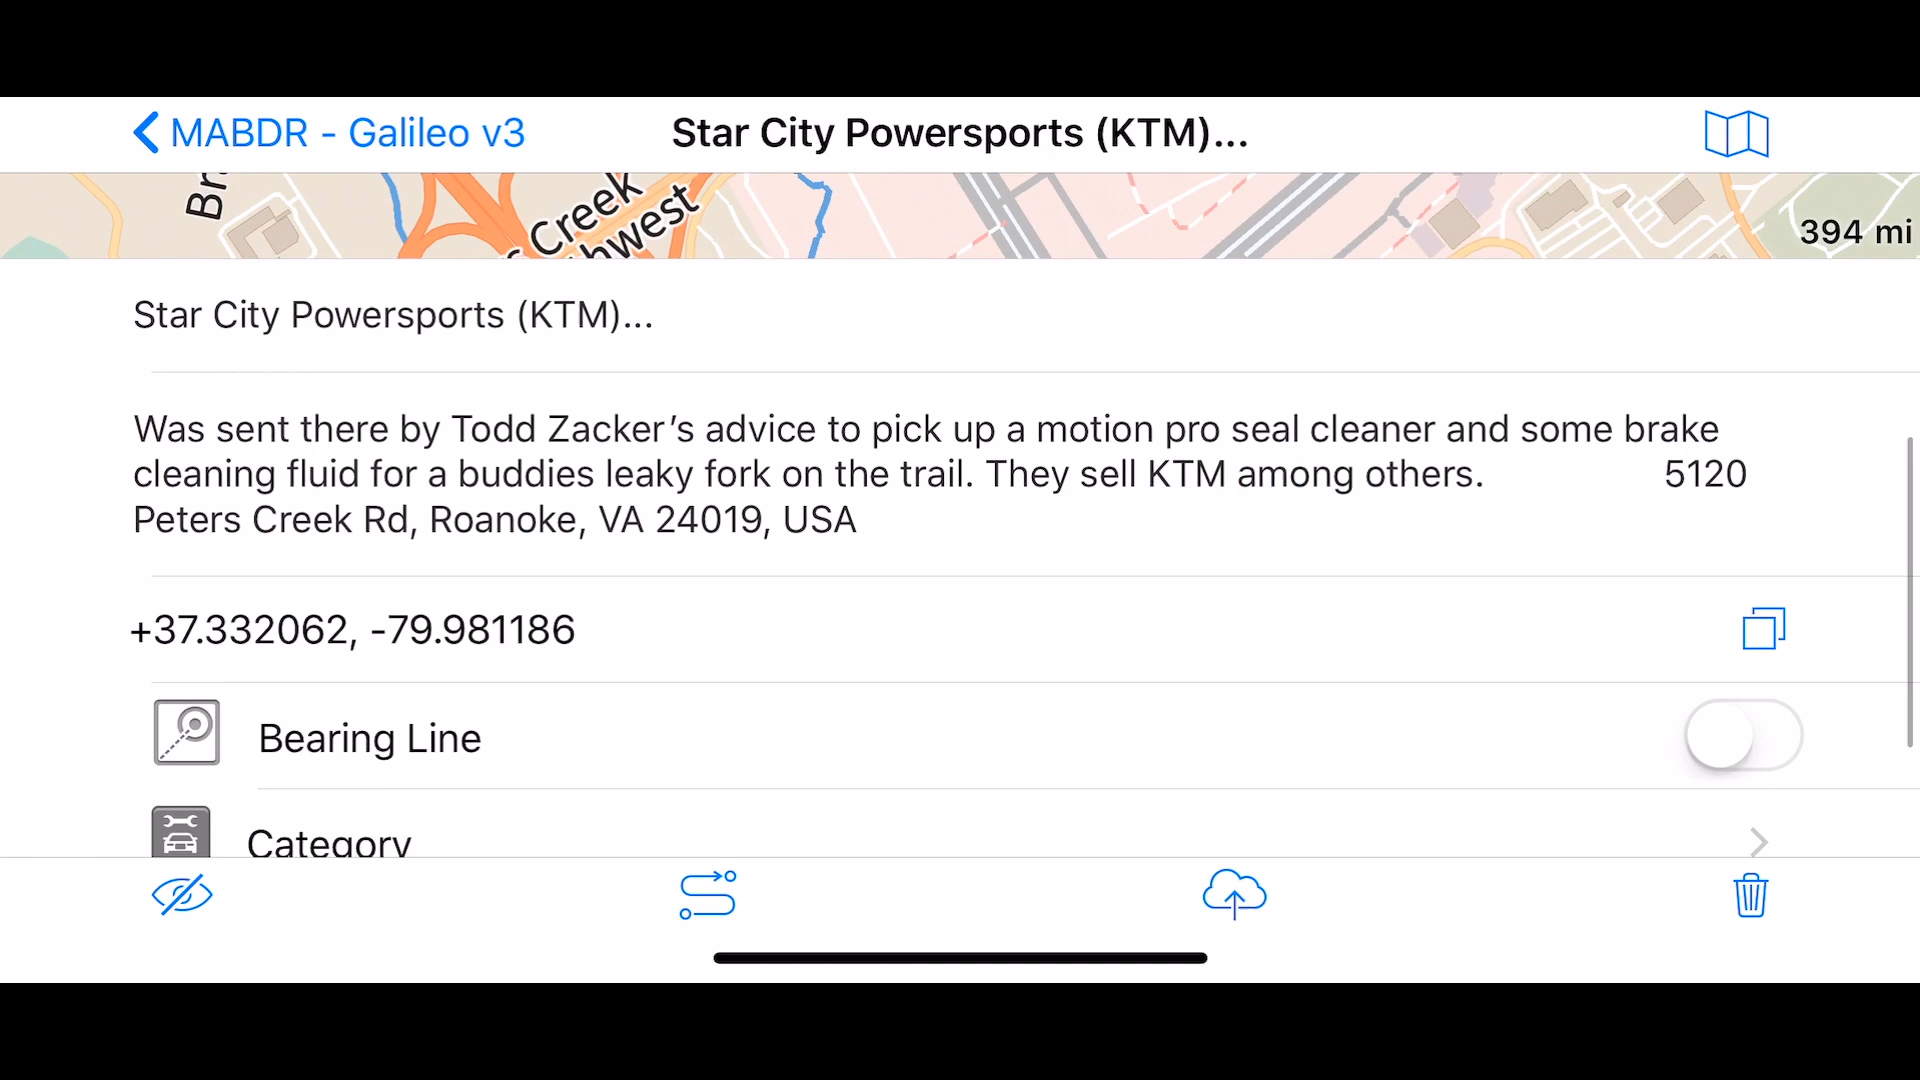 MABDR - Galileo v3
Star City Powersports (KTM)...
Br
Creek
hwest
394 mi
Star City Powersports (KTM)...
Was sent there by Todd Zacker’s advice to pick up a motion pro seal cleaner and some brake
cleaning fluid for a buddies leaky fork on the trail. They sell KTM among others. 5120
Peters Creek Rd, Roanoke, VA 24019, USA
+37.332062, -79.981186
Bearing Line
Category